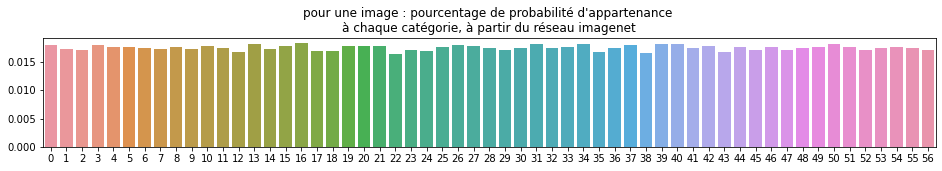 pour une image : pourcentage de probabilité d'appartenance
à chaque catégorie, à partir du réseau imagenet
0.015
0.010
0.005
0.000
0 1 2 3 4 5 6 7 8 9 10 11 12 13 14 15 16 17 18 19 20 21 22 23 24 25 26 27 28 29 30 31 32 33 34 35 36 37 38 39 40 41 42 43 44 45 46 47 48 49 50 51 52 53 54 55 56